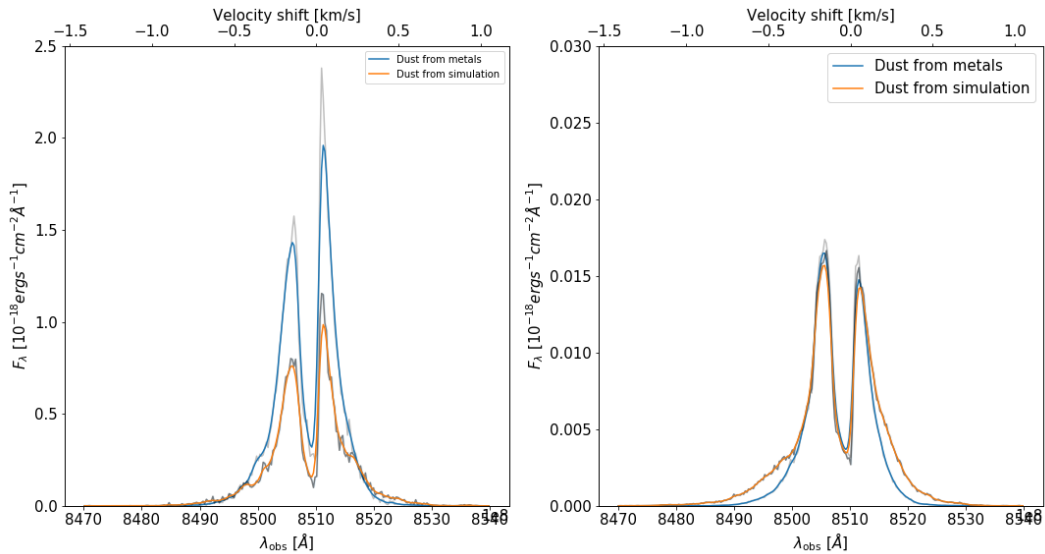 Velocity shift [km/s]
−1.5 −1.0 −0.5 0.0 0.5 1.0
2.5
2.0
1.5
1.0
0.5
0.0
F_λ [10^−18 ergs^−1 cm^−2 Å^−1]
Dust from metals
Dust from simulation
8470 8480 8490 8500 8510 8520 8530 8540
1e8
λ_obs [Å]
Velocity shift [km/s]
−1.5 −1.0 −0.5 0.0 0.5 1.0
0.030
0.025
0.020
0.015
0.010
0.005
0.000
F_λ [10^−18 ergs^−1 cm^−2 Å^−1]
Dust from metals
Dust from simulation
8470 8480 8490 8500 8510 8520 8530 8540
1e8
λ_obs [Å]